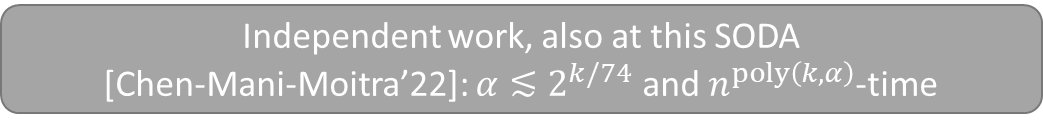 Independent work, also at this SODA
[Chen-Mani-Moitra’22]: 𝛼 ≲ 2^{𝑘/74} and 𝑛^{poly(𝑘,𝛼)}-time